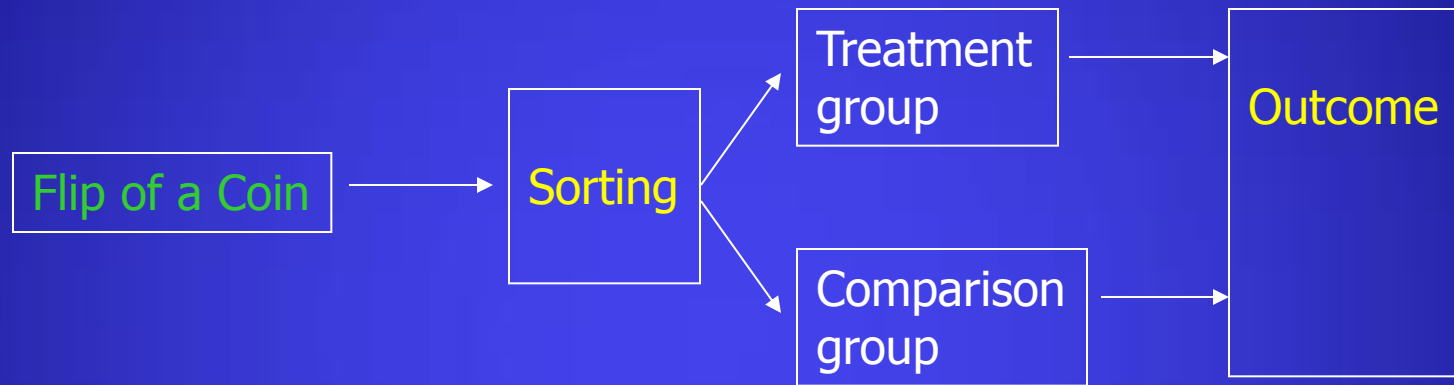 Flip of a Coin
Sorting
Treatment
group
Comparison
group
Outcome